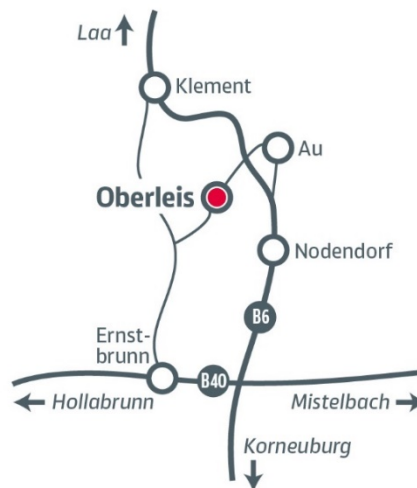 Laa
Klement
Au
Oberleis
Nodendorf
B6
Ernst-
brunn
B40
Hollabrunn
Mistelbach
Korneuburg